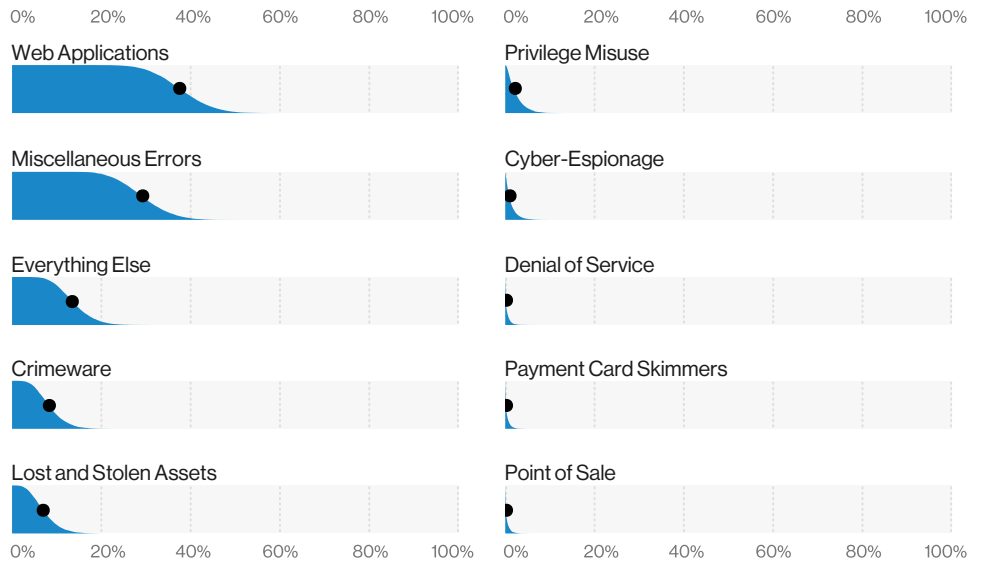 0% 20% 40% 60% 80% 100%
Web Applications
Miscellaneous Errors
Everything Else
Crimeware
Lost and Stolen Assets
0% 20% 40% 60% 80% 100%
0% 20% 40% 60% 80% 100%
Privilege Misuse
Cyber-Espionage
Denial of Service
Payment Card Skimmers
Point of Sale
0% 20% 40% 60% 80% 100%